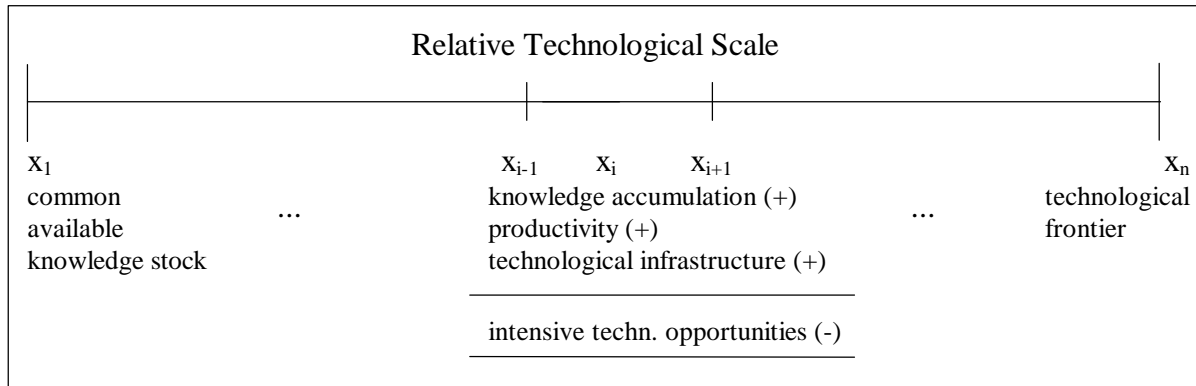 Relative Technological Scale
x₁ xᵢ₋₁ xᵢ xᵢ₊₁ xₙ
common knowledge accumulation (+) technological
available ... productivity (+) ... frontier
knowledge stock technological infrastructure (+)
intensive techn. opportunities (-)